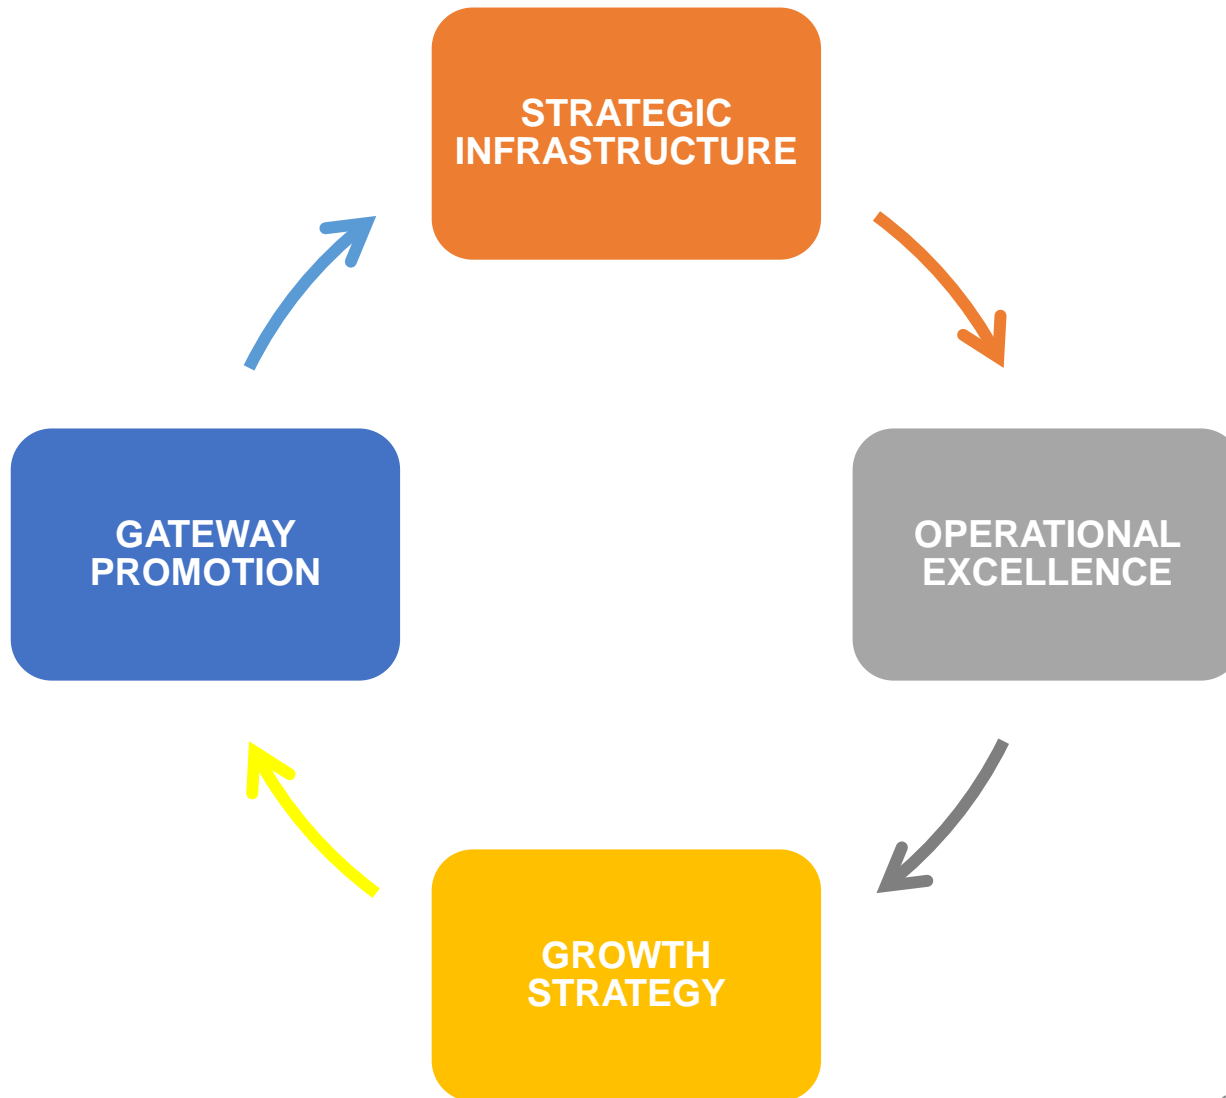 STRATEGIC
INFRASTRUCTURE
GATEWAY
PROMOTION
OPERATIONAL
EXCELLENCE
GROWTH
STRATEGY